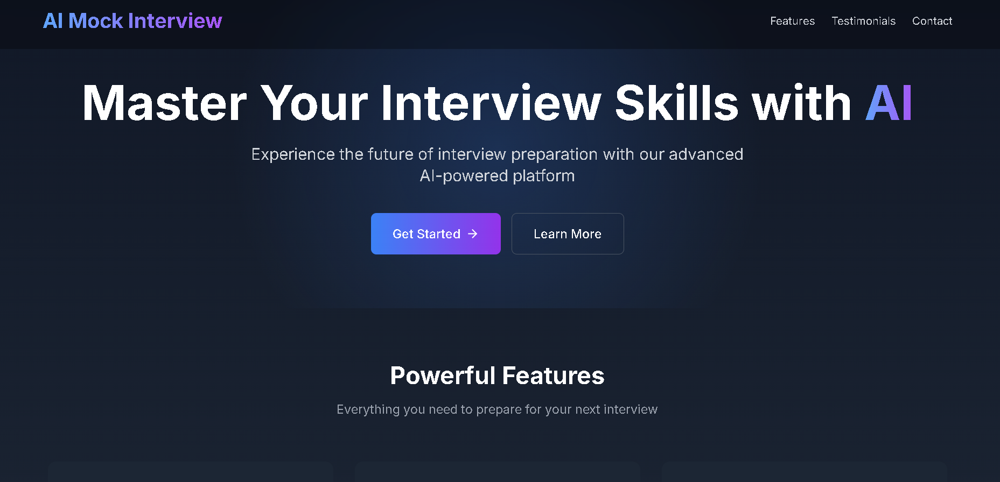 AI Mock Interview
Features
Testimonials
Contact
Master Your Interview Skills with AI
Experience the future of interview preparation with our advanced
AI-powered platform
Get Started →
Learn More
Powerful Features
Everything you need to prepare for your next interview